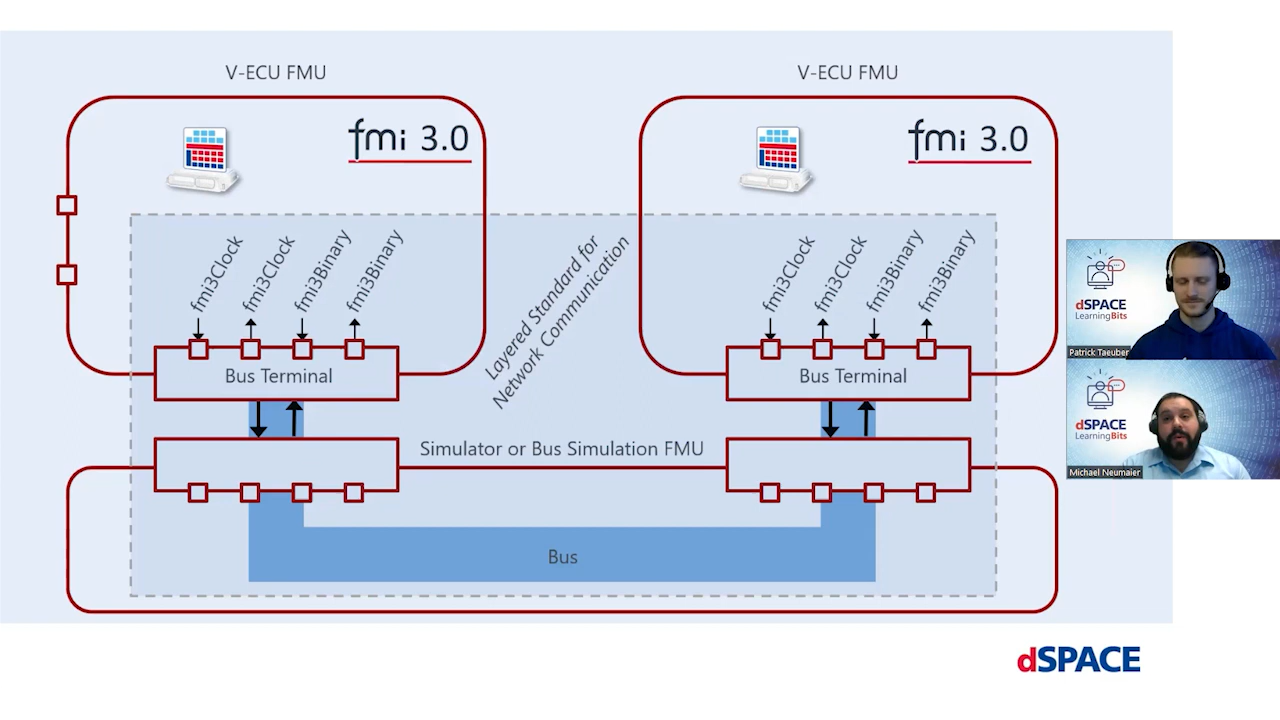 V-ECU FMU
V-ECU FMU
fmi 3.0
fmi 3.0
fmi3Clock
fmi3Clock
fmi3Binary
fmi3Binary
Layered Standard for
Network Communication
fmi3Clock
fmi3Clock
fmi3Binary
fmi3Binary
Bus Terminal
Bus Terminal
Simulator or Bus Simulation FMU
Bus
dSPACE
LearningBits
Patrick Taeuber
dSPACE
LearningBits
Michael Neumaier
dSPACE